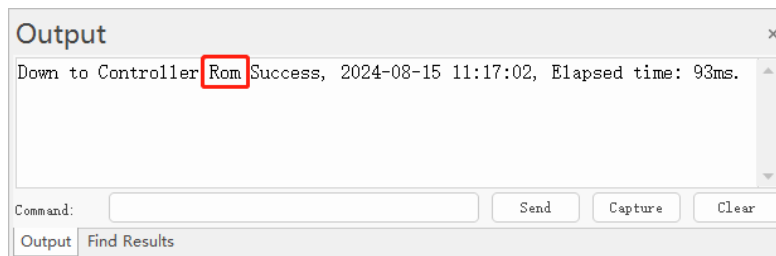 Output
×
Down to Controller Rom Success, 2024-08-15 11:17:02, Elapsed time: 93ms.
Command:
Send
Capture
Clear
Output
Find Results